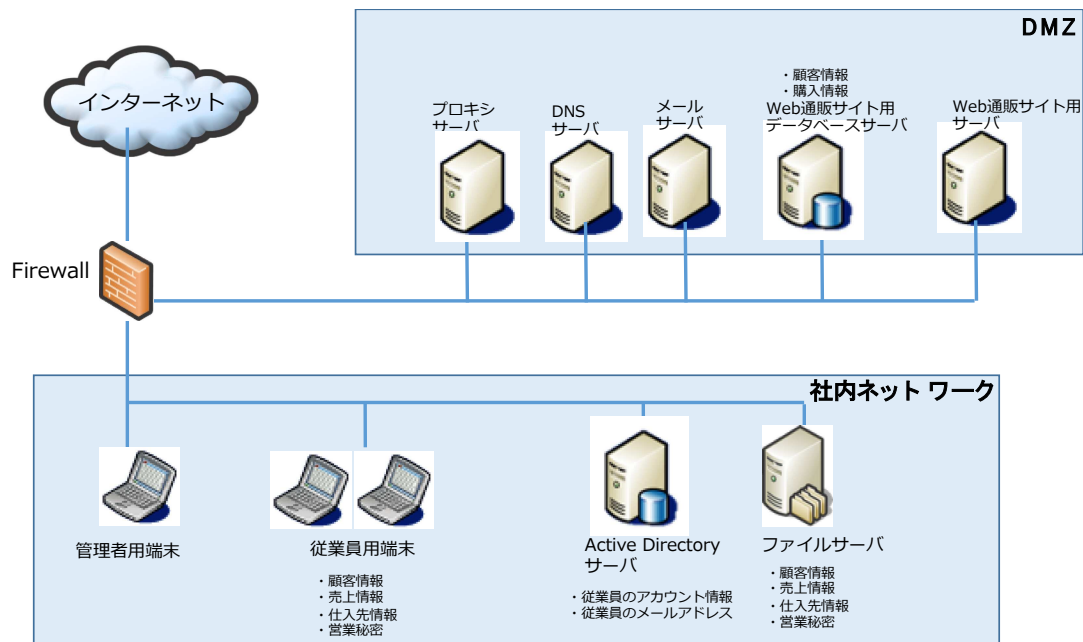 DMZ
インターネット
・顧客情報
・購入情報
プロキシ
サーバ
DNS
サーバ
メール
サーバ
Web通販サイト用
データベースサーバ
Web通販サイト用
サーバ
Firewall
社内ネット ワーク
管理者用端末
従業員用端末
・顧客情報
・売上情報
・仕入先情報
・営業秘密
Active Directory
サーバ
・従業員のアカウント情報
・従業員のメールアドレス
ファイルサーバ
・顧客情報
・売上情報
・仕入先情報
・営業秘密